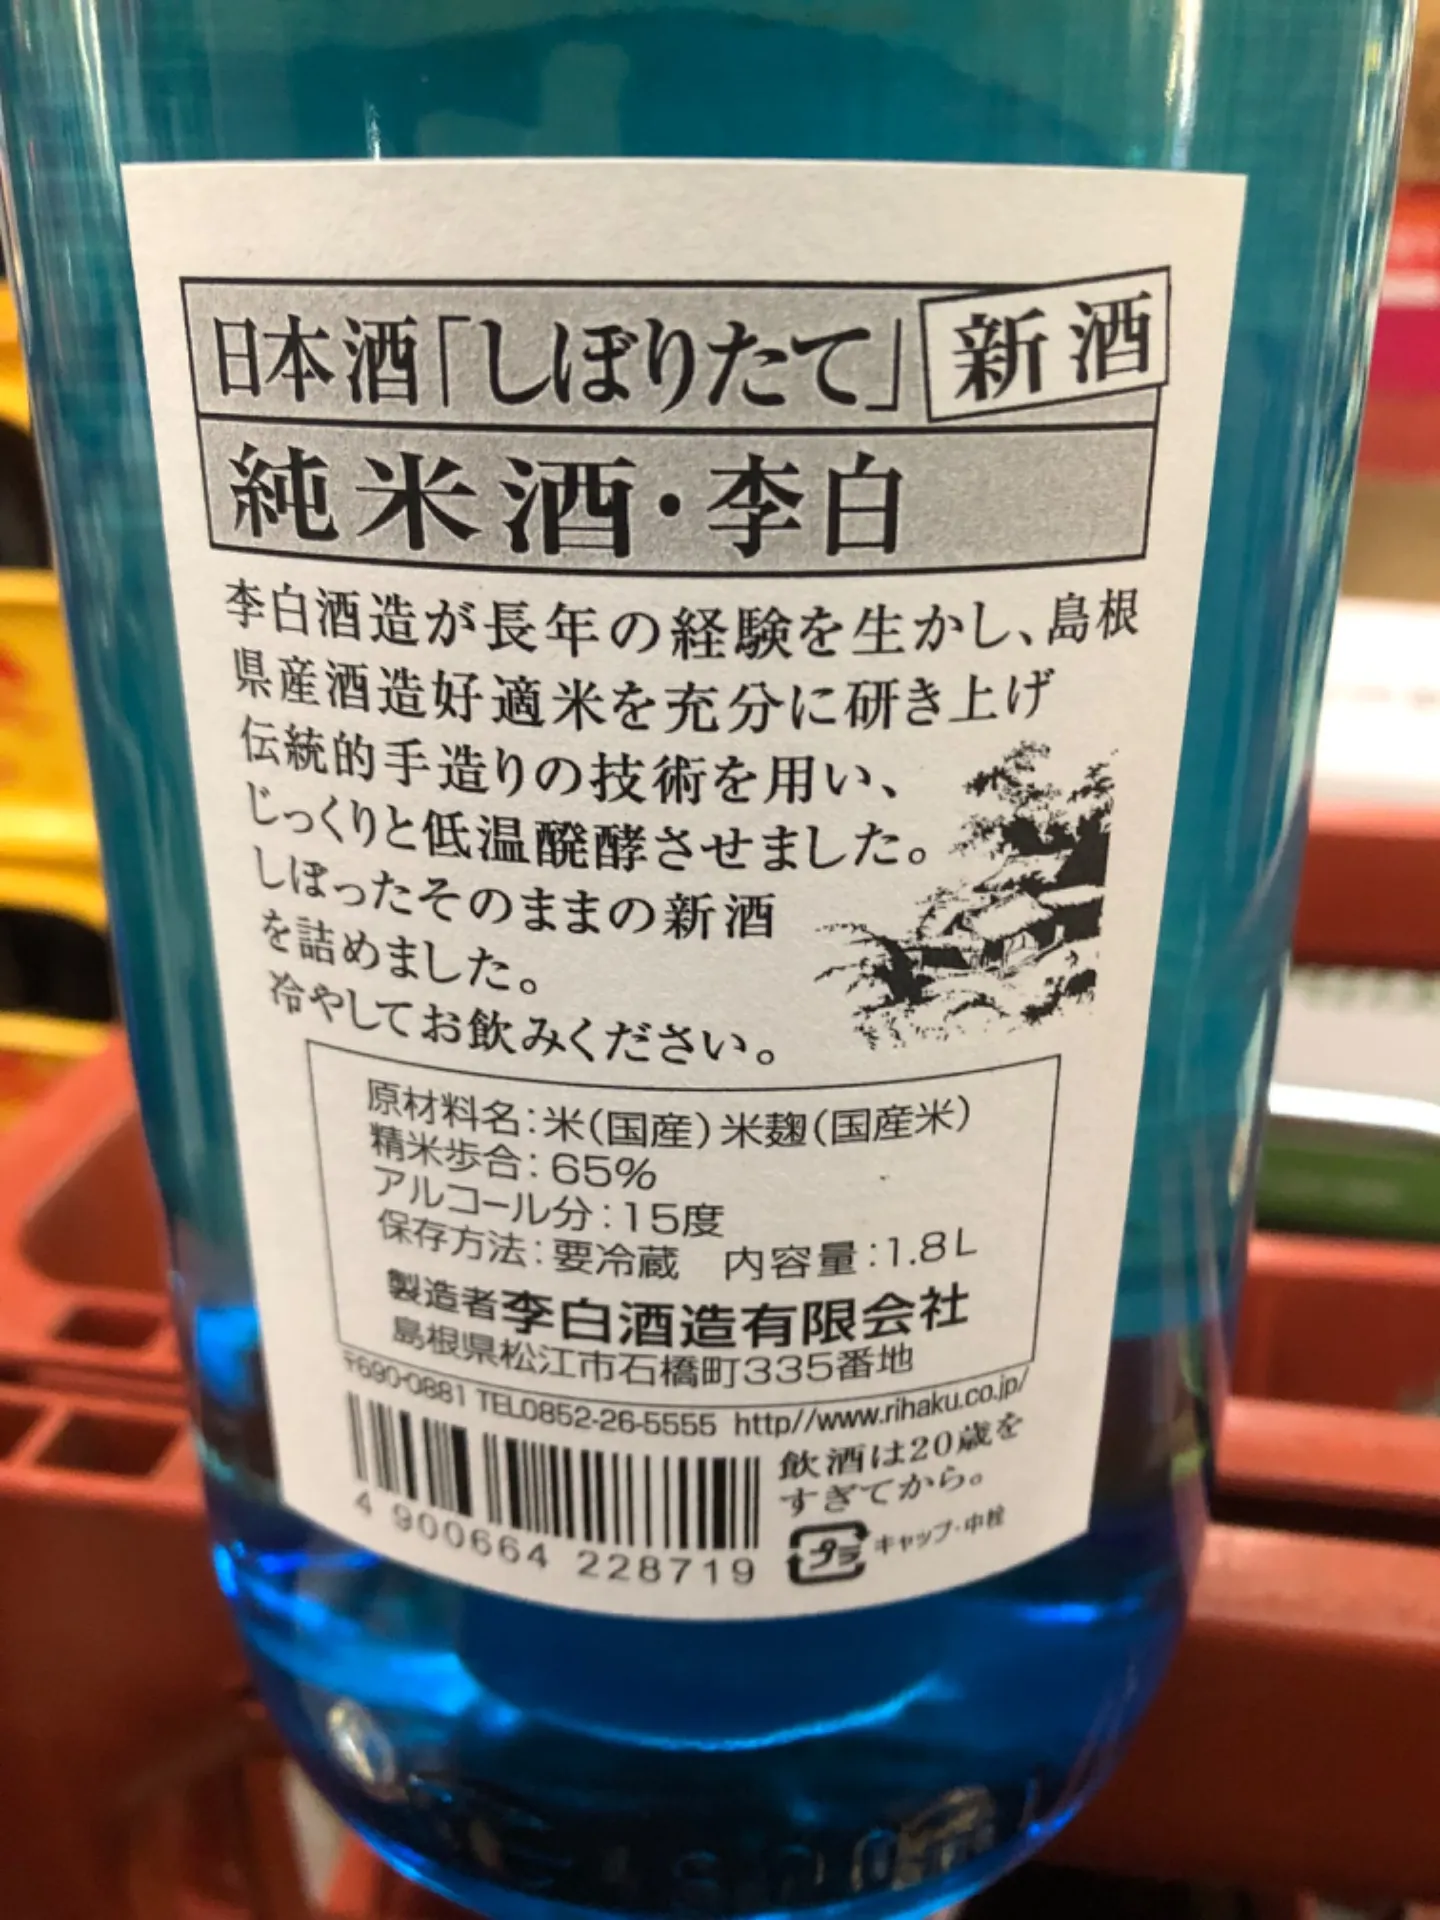 日本酒「しぼりたて」 新酒
純米酒・李白
李白酒造が長年の経験を生かし、島根
県産酒造好適米を充分に研き上げ
伝統的手造りの技術を用い、
じっくりと低温醗酵させました。
しぼったそのままの新酒
を詰めました。
冷やしてお飲みください。
原材料名：米（国産）米麹（国産米）
精米歩合：65%
アルコール分：15度
保存方法：要冷蔵　内容量：1.8L
製造者李白酒造有限会社
島根県松江市石橋町335番地
〒690-0881 TEL0852-26-5555 http//www.rihaku.co.jp/
飲酒は20歳を
すぎてから。
プラ キャップ・中栓
4 900664 228719